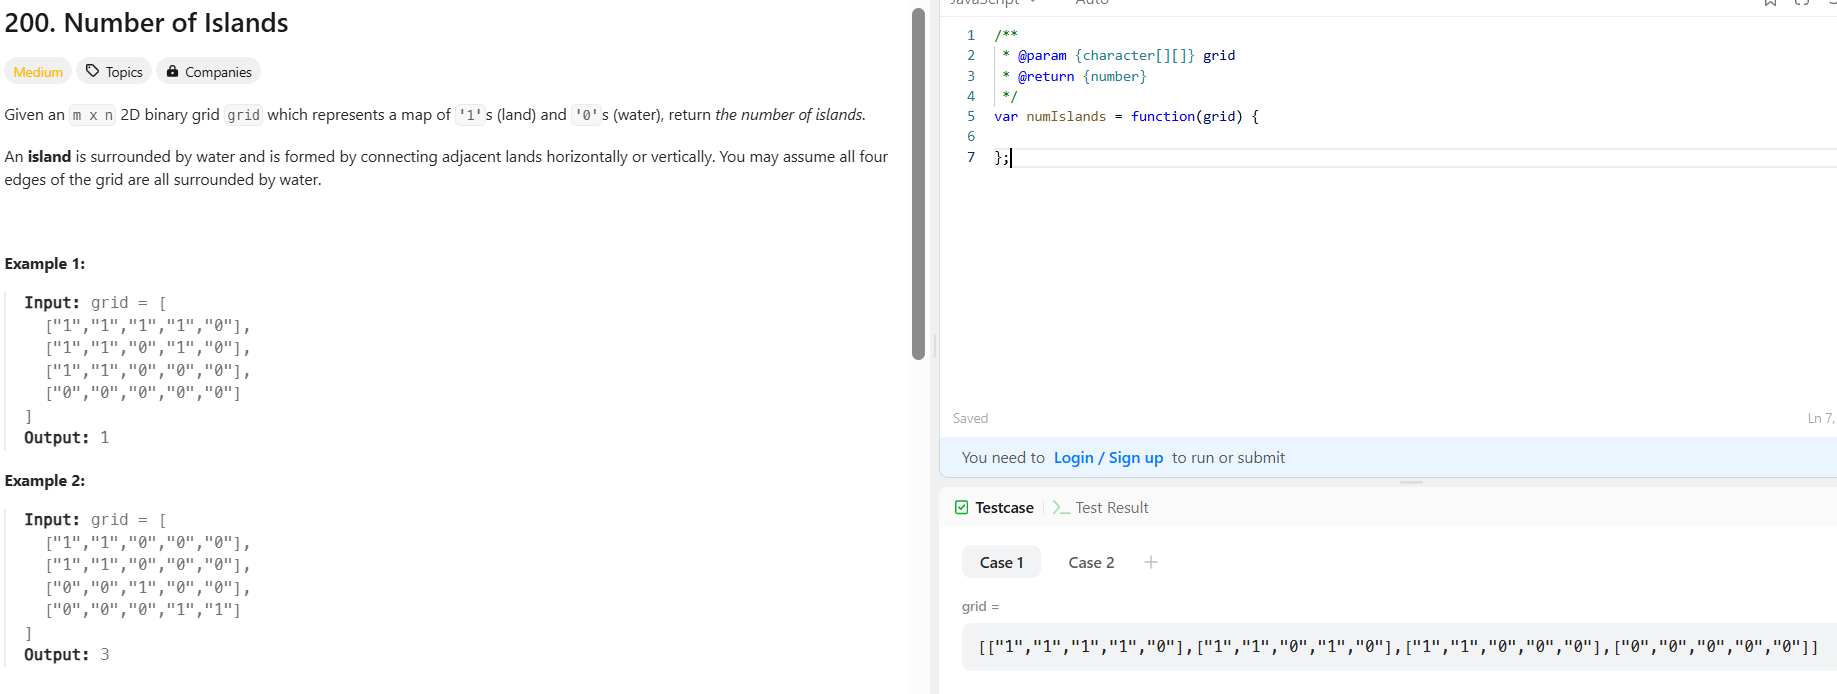 200. Number of Islands
Medium Topics Companies
Given an m x n 2D binary grid grid which represents a map of '1's (land) and '0's (water), return the number of islands.
An island is surrounded by water and is formed by connecting adjacent lands horizontally or vertically. You may assume all four
edges of the grid are all surrounded by water.
Example 1:
Input: grid = [
["1","1","1","1","0"],
["1","1","0","1","0"],
["1","1","0","0","0"],
["0","0","0","0","0"]
]
Output: 1
Example 2:
Input: grid = [
["1","1","0","0","0"],
["1","1","0","0","0"],
["0","0","1","0","0"],
["0","0","0","1","1"]
]
Output: 3
JavaScript Auto
1 /**
2 * @param {character[][]} grid
3 * @return {number}
4 */
5 var numIslands = function(grid) {
6
7 };
Saved Ln 7,
You need to Login / Sign up to run or submit
Testcase Test Result
Case 1 Case 2 +
grid =
[["1","1","1","1","0"],["1","1","0","1","0"],["1","1","0","0","0"],["0","0","0","0","0"]]